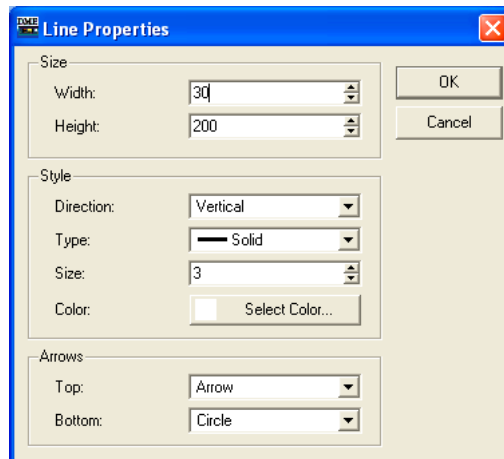 DME
Line Properties
Size
Width: 30
Height: 200
OK
Cancel
Style
Direction: Vertical
Type: Solid
Size: 3
Color: Select Color...
Arrows
Top: Arrow
Bottom: Circle